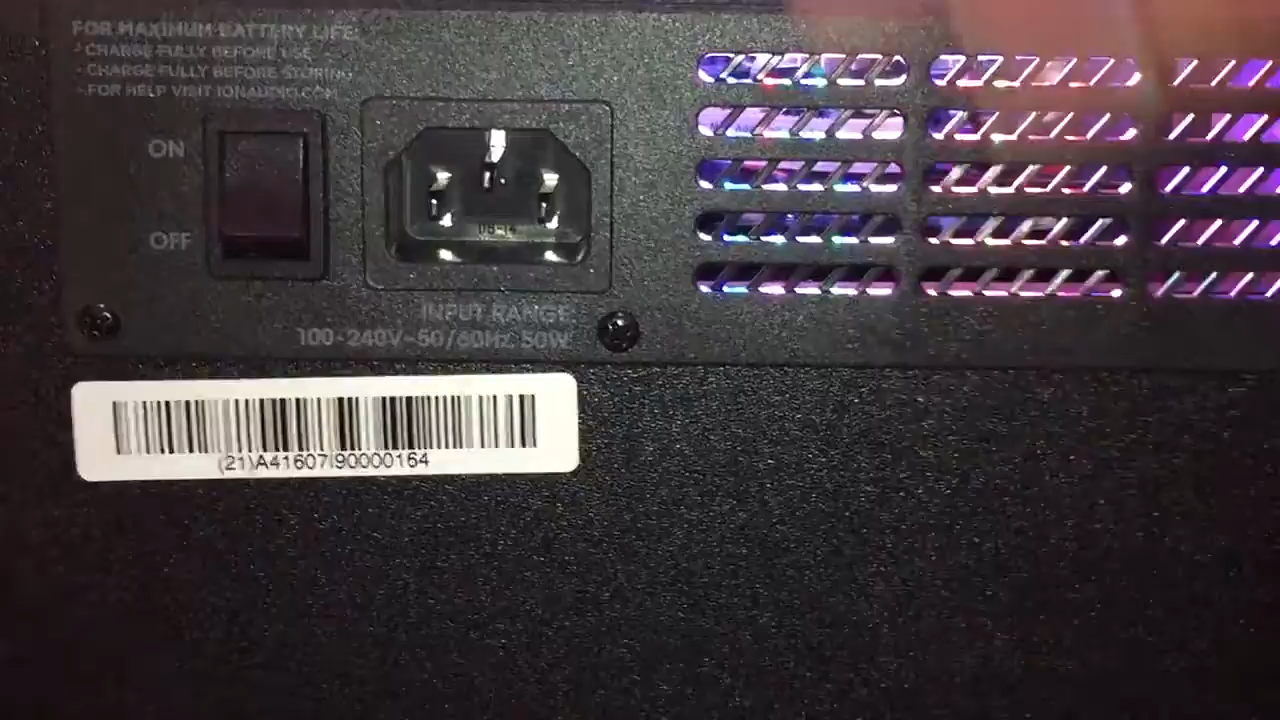 FOR MAXIMUM BATTERY LIFE:
- CHARGE FULLY BEFORE USE
- CHARGE FULLY BEFORE STORING
- FOR HELP VISIT IONAUDIO.COM
ON
OFF
INPUT RANGE
100-240V~50/60Hz 50W
(21)A41607190000164